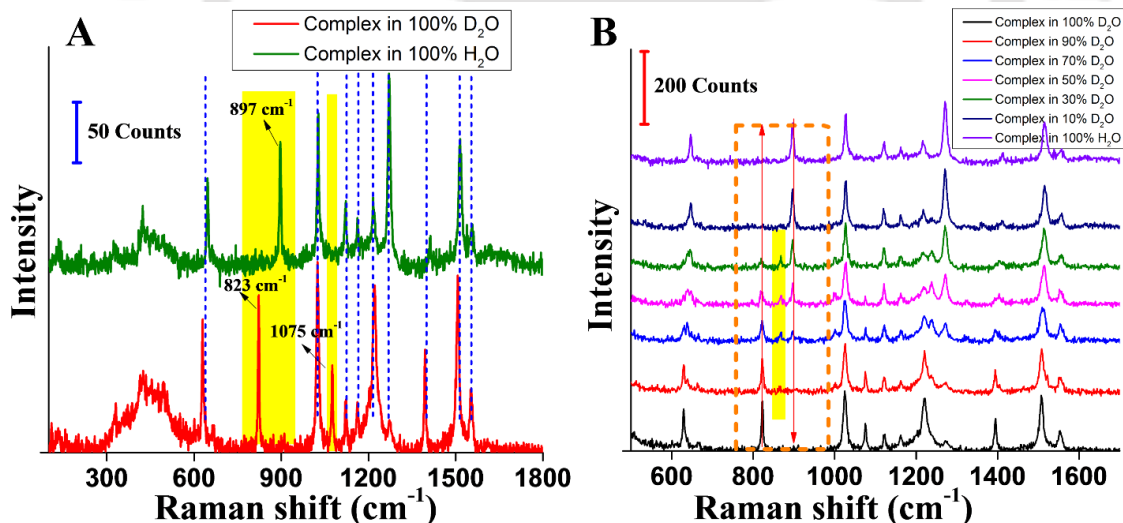 A
Complex in 100% D₂O
Complex in 100% H₂O
50 Counts
897 cm⁻¹
823 cm⁻¹
1075 cm⁻¹
Intensity
300 600 900 1200 1500 1800
Raman shift (cm⁻¹)
B
200 Counts
Complex in 100% D₂O
Complex in 90% D₂O
Complex in 70% D₂O
Complex in 50% D₂O
Complex in 30% D₂O
Complex in 10% D₂O
Complex in 100% H₂O
Intensity
600 800 1000 1200 1400 1600
Raman shift (cm⁻¹)